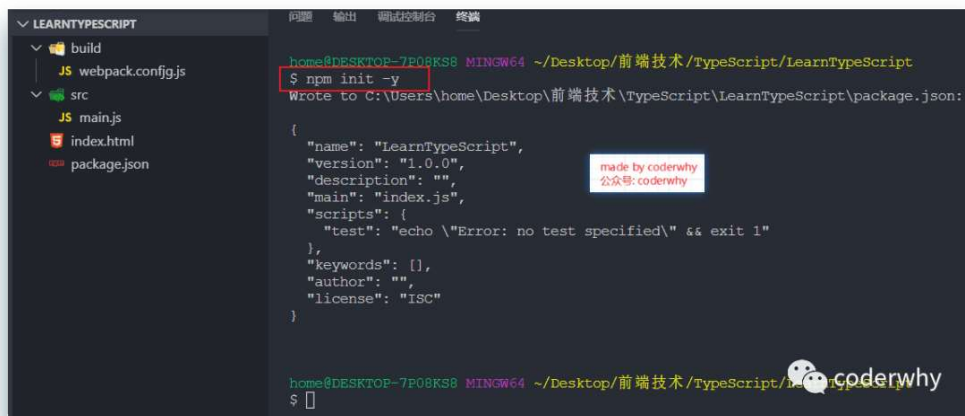 LEARNTYPESCRIPT
build
JS webpack.confjg.js
src
JS main.js
index.html
package.json
问题 输出 调试控制台 终端
home@DESKTOP-7P08KS8 MINGW64 ~/Desktop/前端技术/TypeScript/LearnTypeScript
$ npm init -y
Wrote to C:\Users\home\Desktop\前端技术\TypeScript\LearnTypeScript\package.json:
{
"name": "LearnTypeScript",
"version": "1.0.0",
"description": "",
"main": "index.js",
"scripts": {
"test": "echo \"Error: no test specified\" && exit 1"
},
"keywords": [],
"author": "",
"license": "ISC"
}
made by coderwhy
公众号: coderwhy
home@DESKTOP-7P08KS8 MINGW64 ~/Desktop/前端技术/TypeScript/LearnTypeScript
$
coderwhy